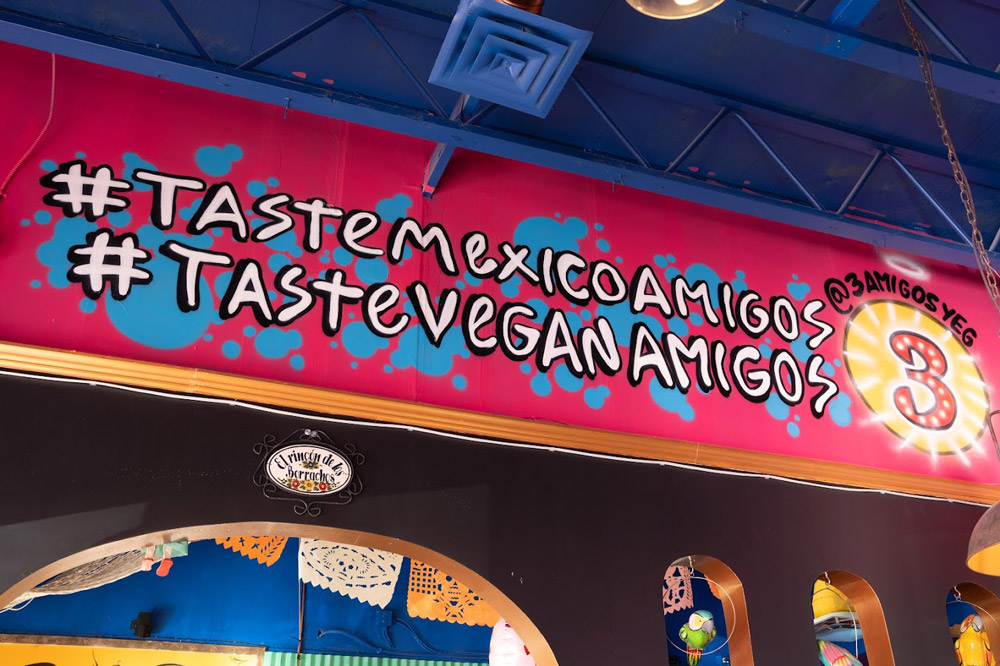 #TASTEMEXICOAMIGOS
#TASTEVEGANAMIGOS
@3AMIGOSYEG
3
El rincón de los
Borrachos